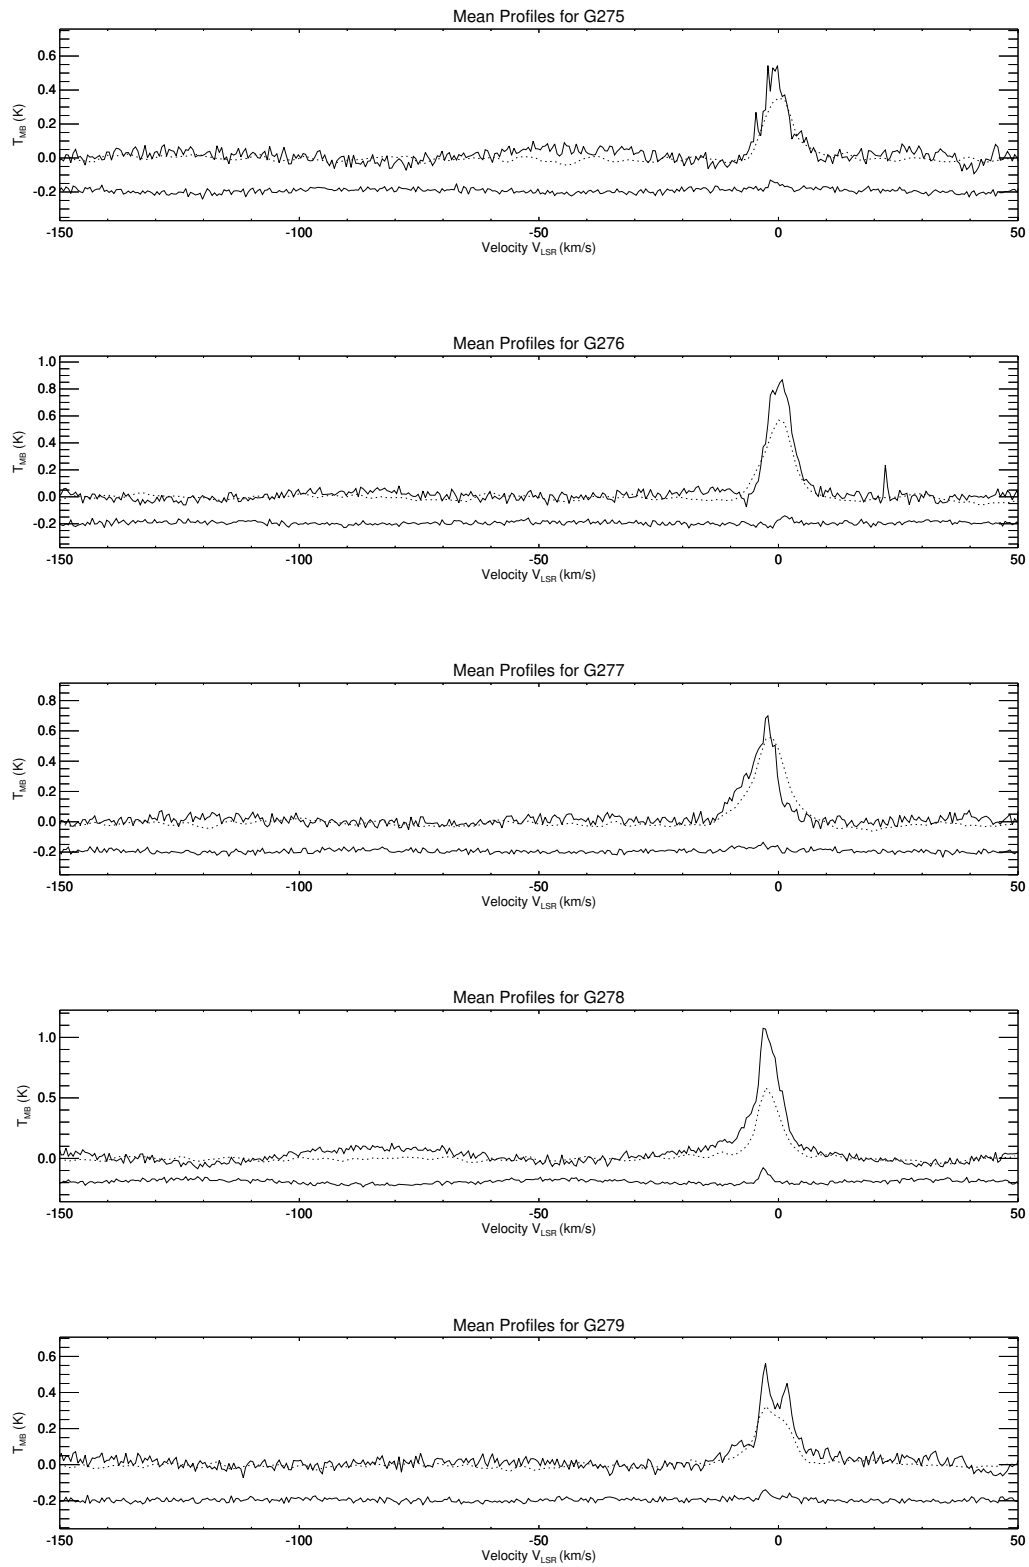 Mean Profiles for G275
0.6
0.4
0.2
0.0
-0.2
T_MB (K)
-150 -100 -50 0 50
Velocity V_LSR (km/s)
Mean Profiles for G276
1.0
0.8
0.6
0.4
0.2
0.0
-0.2
T_MB (K)
-150 -100 -50 0 50
Velocity V_LSR (km/s)
Mean Profiles for G277
0.8
0.6
0.4
0.2
0.0
-0.2
T_MB (K)
-150 -100 -50 0 50
Velocity V_LSR (km/s)
Mean Profiles for G278
1.0
0.5
0.0
T_MB (K)
-150 -100 -50 0 50
Velocity V_LSR (km/s)
Mean Profiles for G279
0.6
0.4
0.2
0.0
-0.2
T_MB (K)
-150 -100 -50 0 50
Velocity V_LSR (km/s)